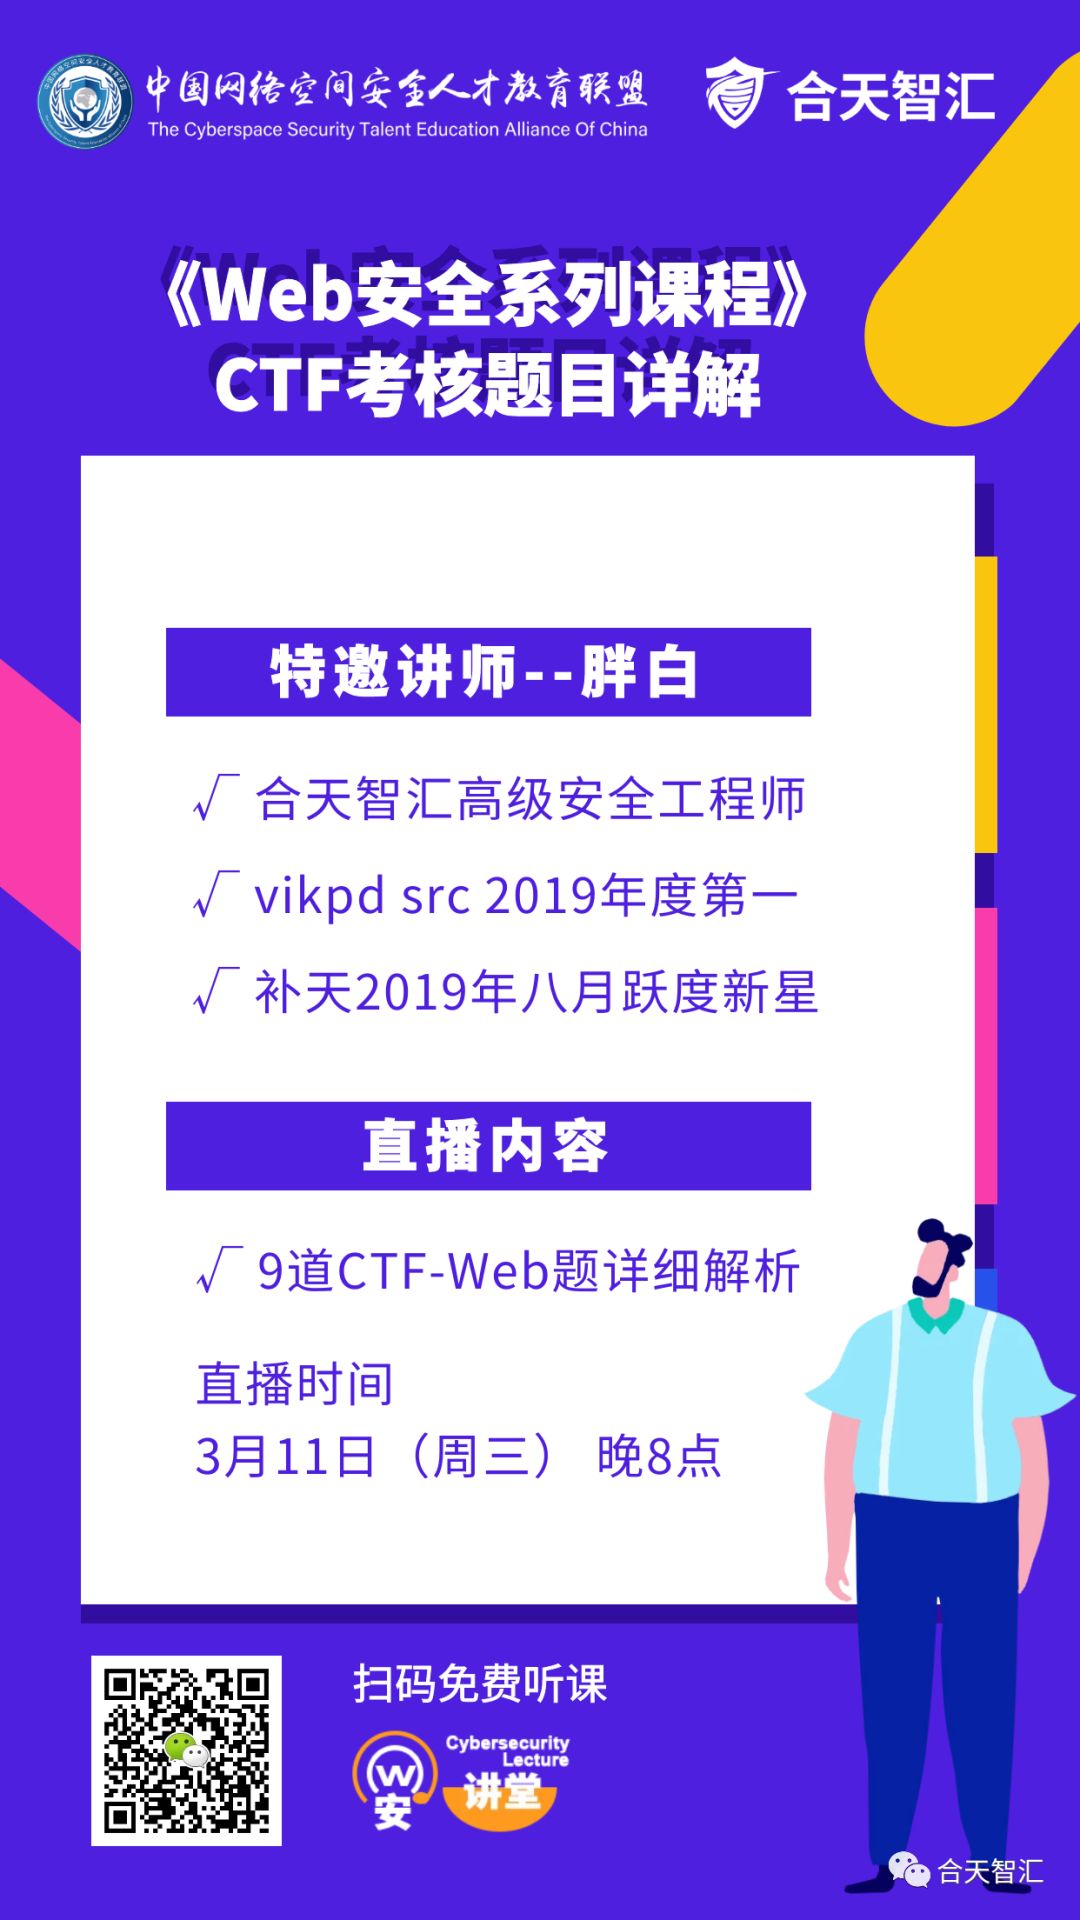 中国网络空间安全人才教育联盟
The Cyberspace Security Talent Education Alliance Of China
合天智汇
《Web安全系列课程》
CTF考核题目详解
特邀讲师--胖白
√ 合天智汇高级安全工程师
√ vikpd src 2019年度第一
√ 补天2019年八月跃度新星
直播内容
√ 9道CTF-Web题详细解析
直播时间
3月11日（周三） 晚8点
扫码免费听课
W安
Cybersecurity
Lecture
讲堂
合天智汇